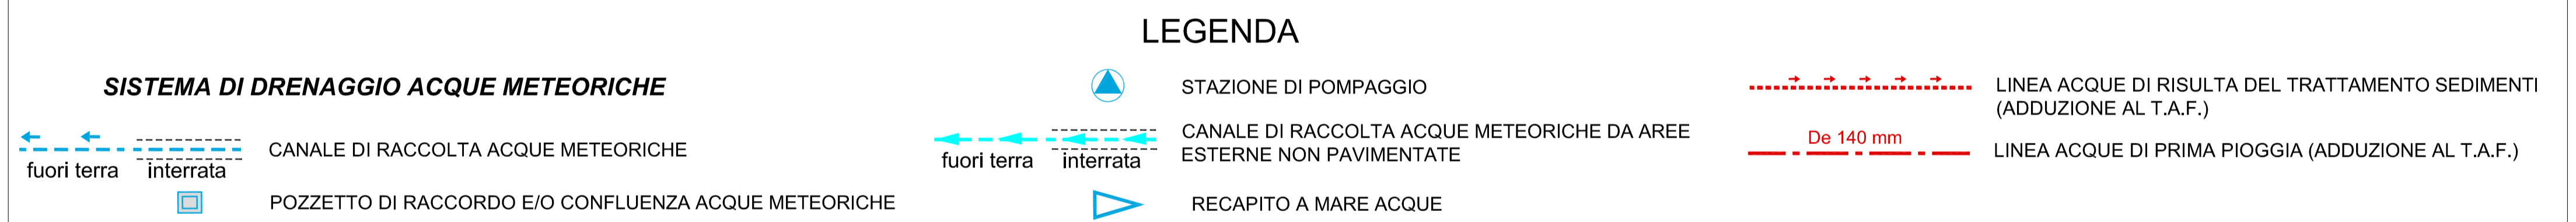 LEGENDA
SISTEMA DI DRENAGGIO ACQUE METEORICHE
fuori terra interrata
CANALE DI RACCOLTA ACQUE METEORICHE
POZZETTO DI RACCORDO E/O CONFLUENZA ACQUE METEORICHE
STAZIONE DI POMPAGGIO
fuori terra interrata
CANALE DI RACCOLTA ACQUE METEORICHE DA AREE
ESTERNE NON PAVIMENTATE
RECAPITO A MARE ACQUE
LINEA ACQUE DI RISULTA DEL TRATTAMENTO SEDIMENTI
(ADDUZIONE AL T.A.F.)
De 140 mm
LINEA ACQUE DI PRIMA PIOGGIA (ADDUZIONE AL T.A.F.)